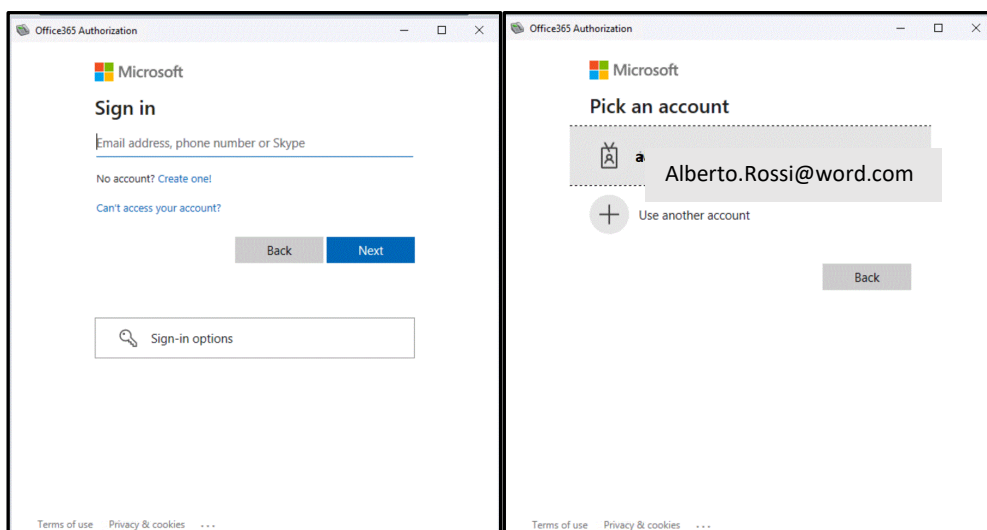 Office365 Authorization
Microsoft
Sign in
Email address, phone number or Skype
No account? Create one!
Can't access your account?
Back Next
Sign-in options
Terms of use Privacy & cookies ...
Office365 Authorization
Microsoft
Pick an account
Alberto.Rossi@word.com
Use another account
Back
Terms of use Privacy & cookies ...